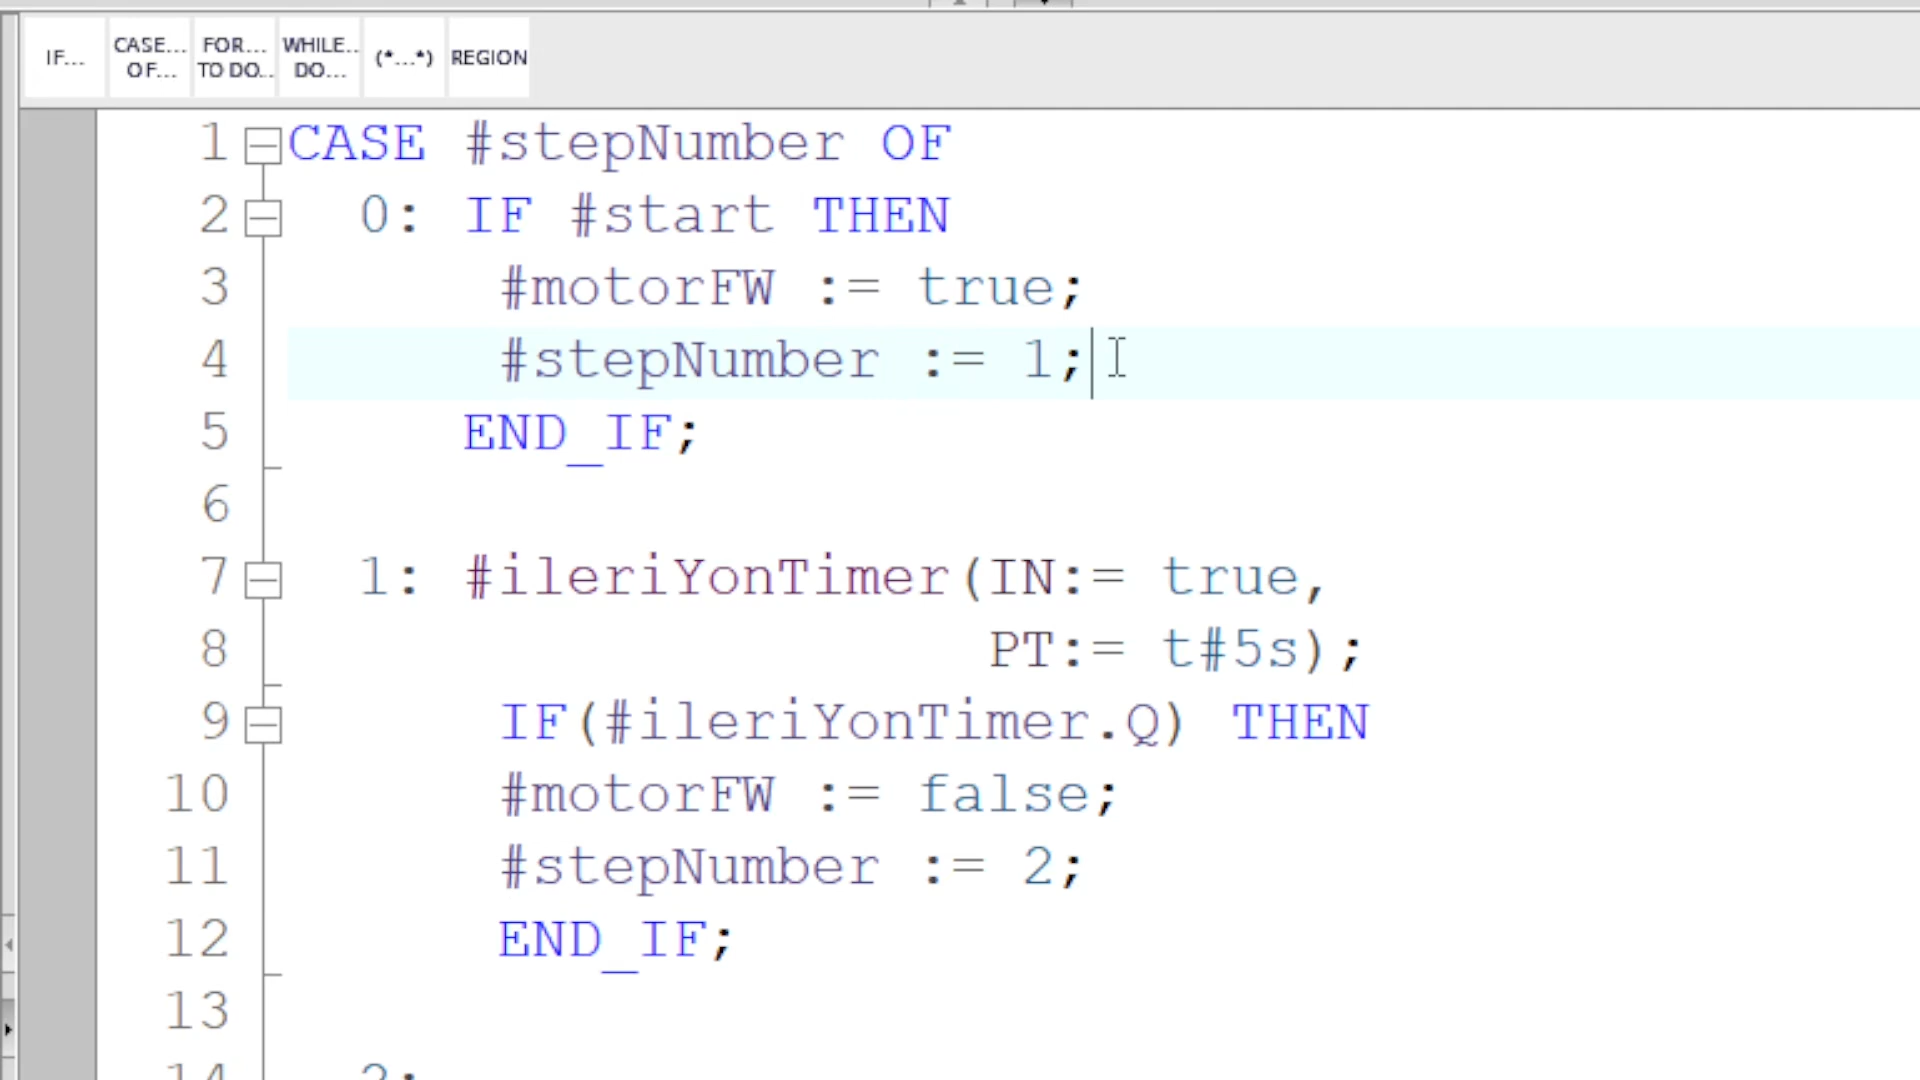 IF... CASE... OF... FOR... TO DO... WHILE... DO... (*...*) REGION
1 CASE #stepNumber OF
2 0: IF #start THEN
3 #motorFW := true;
4 #stepNumber := 1;
5 END_IF;
6
7 1: #ileriYonTimer(IN:= true,
8 PT:= t#5s);
9 IF(#ileriYonTimer.Q) THEN
10 #motorFW := false;
11 #stepNumber := 2;
12 END_IF;
13
14 2: